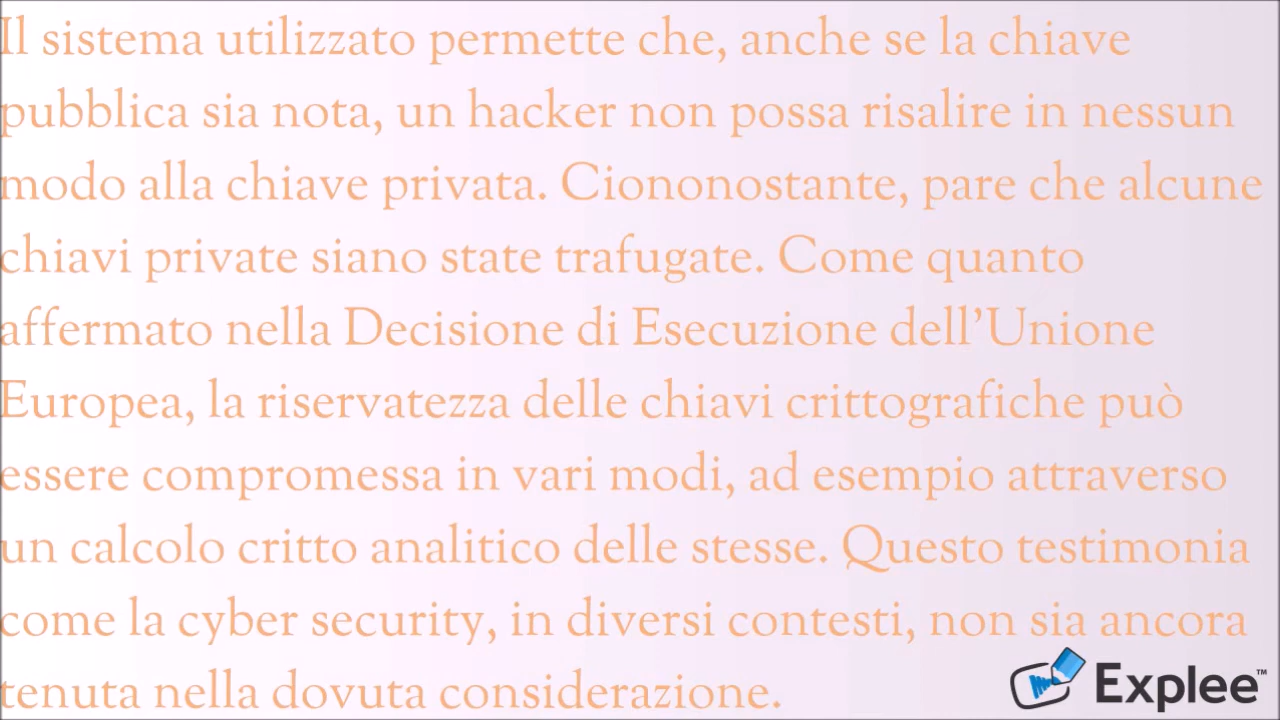 Il sistema utilizzato permette che, anche se la chiave
pubblica sia nota, un hacker non possa risalire in nessun
modo alla chiave privata. Ciononostante, pare che alcune
chiavi private siano state trafugate. Come quanto
affermato nella Decisione di Esecuzione dell'Unione
Europea, la riservatezza delle chiavi crittografiche può
essere compromessa in vari modi, ad esempio attraverso
un calcolo critto analitico delle stesse. Questo testimonia
come la cyber security, in diversi contesti, non sia ancora
tenuta nella dovuta considerazione.
Explee™